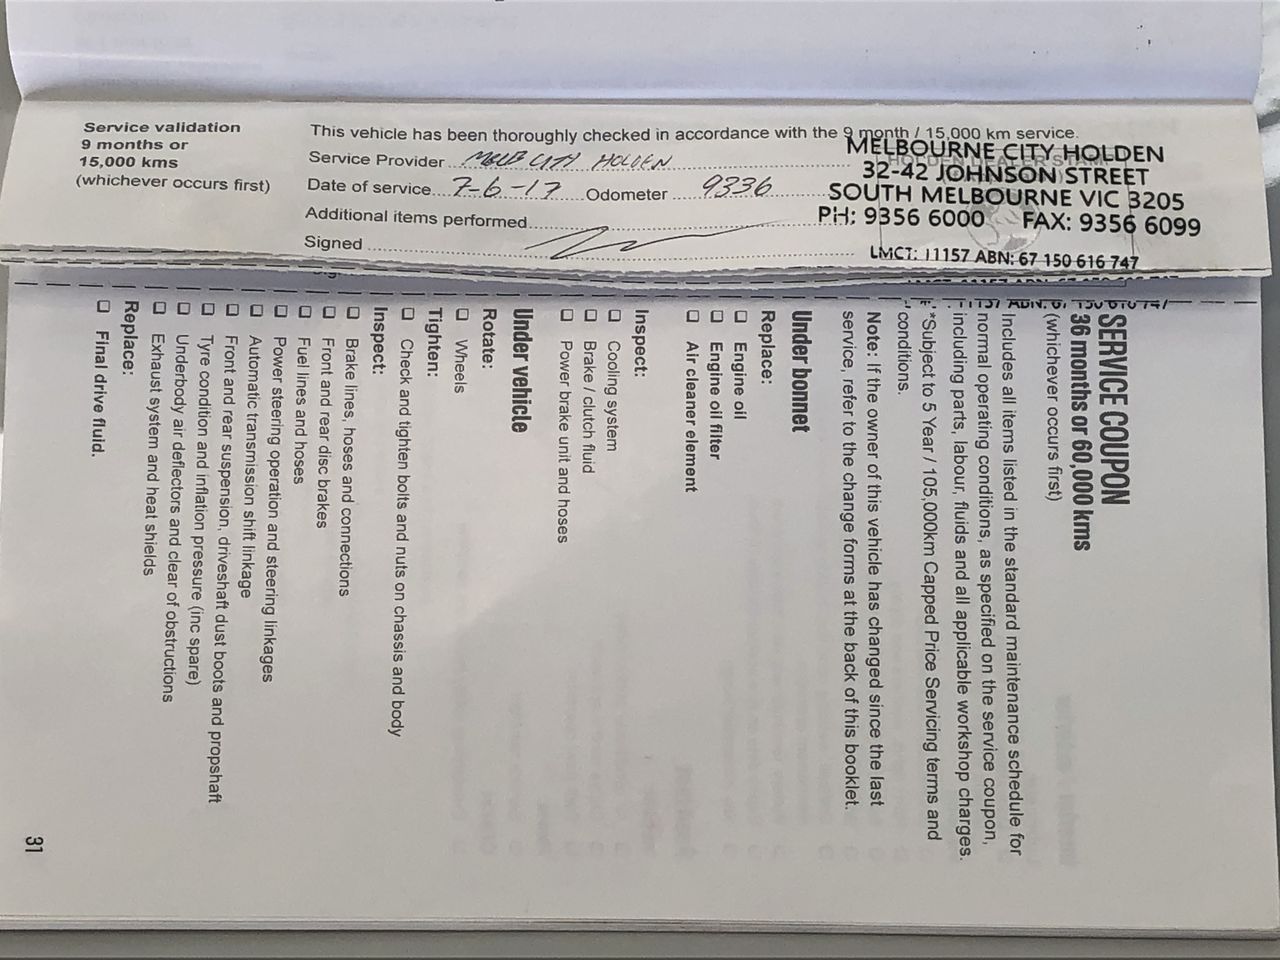 Service validation
9 months or
15,000 kms
(whichever occurs first)
This vehicle has been thoroughly checked in accordance with the 9 month / 15,000 km service.
Service Provider MELB CITY HOLDEN
Date of service 7-6-17 Odometer 9336
Additional items performed
Signed
HOLDEN DEALER STAMP
MELBOURNE CITY HOLDEN
32-42 JOHNSON STREET
SOUTH MELBOURNE VIC 3205
PH: 9356 6000 FAX: 9356 6099
LMCT: 11157 ABN: 67 150 616 747
SERVICE COUPON
36 months or 60,000 kms
(whichever occurs first)
Includes all items listed in the standard maintenance schedule for
normal operating conditions, as specified on the service coupon,
including parts, labour, fluids and all applicable workshop charges.
*Subject to 5 Year / 105,000km Capped Price Servicing terms and
conditions.
Note: If the owner of this vehicle has changed since the last
service, refer to the change forms at the back of this booklet.
Under bonnet
Replace:
Engine oil
Engine oil filter
Air cleaner element
Inspect:
Cooling system
Brake / clutch fluid
Power brake unit and hoses
Under vehicle
Rotate:
Wheels
Tighten:
Check and tighten bolts and nuts on chassis and body
Inspect:
Brake lines, hoses and connections
Front and rear disc brakes
Fuel lines and hoses
Power steering operation and steering linkages
Automatic transmission shift linkage
Front and rear suspension, driveshaft dust boots and propshaft
Tyre condition and inflation pressure (inc spare)
Underbody air deflectors and clear of obstructions
Exhaust system and heat shields
Replace:
Final drive fluid.
31